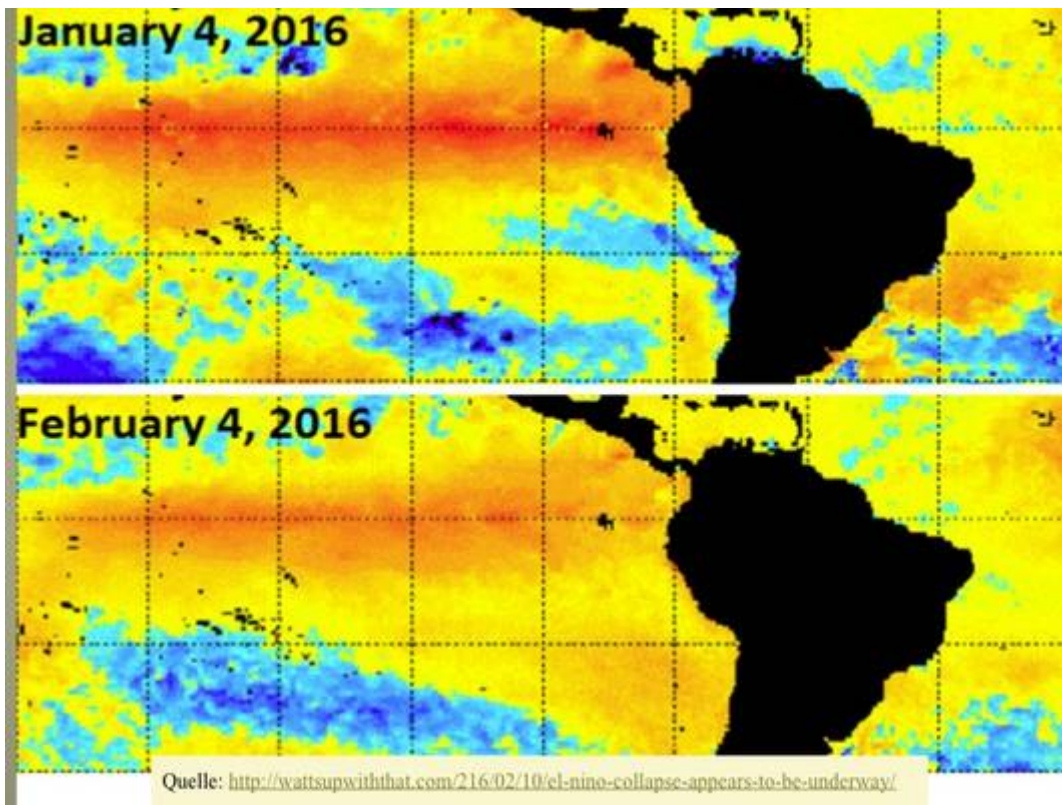 January 4, 2016
February 4, 2016
Quelle: http://wattsupwiththat.com/216/02/10/el-nino-collapse-appears-to-be-underway/